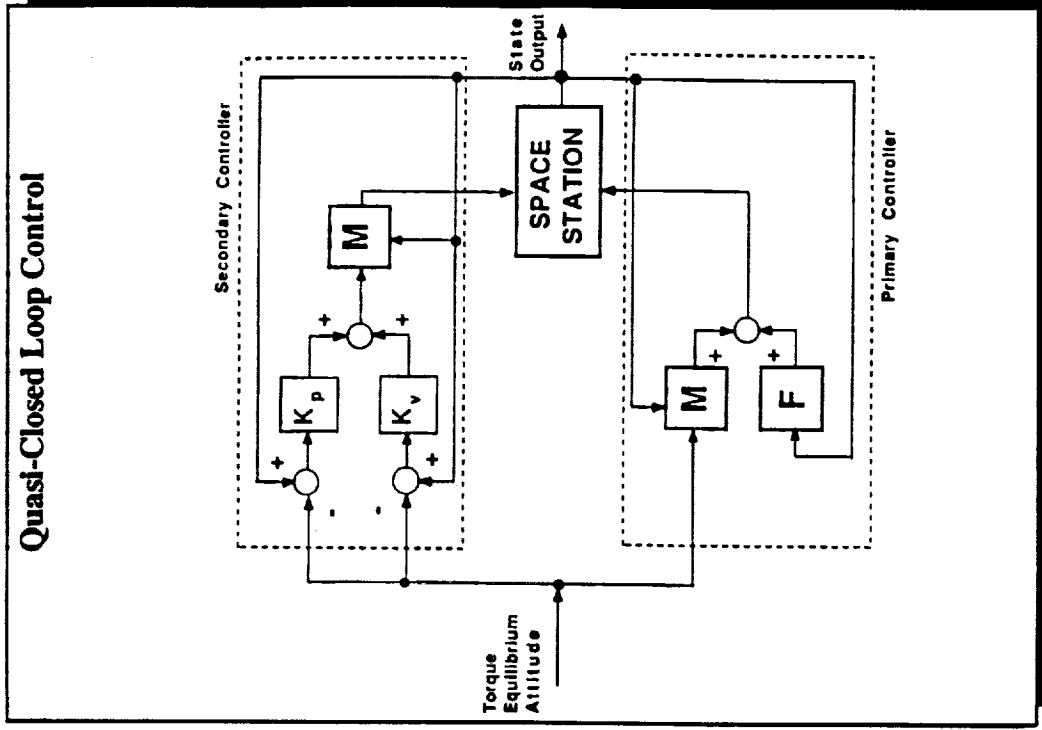 Quasi-Closed Loop Control
Secondary Controller
State
Output
+
K p
+
M
SPACE
STATION
-
-
K v
+
+
Torque
Equilibrium
Attitude
M
+
F
+
Primary Controller